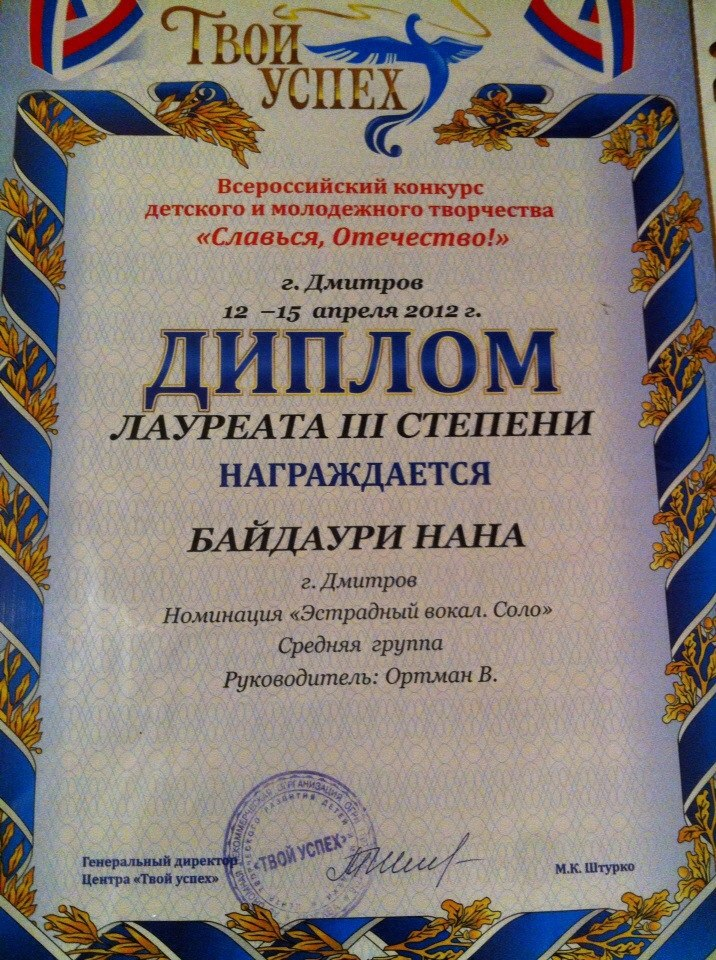 ТВОЙ
УСПЕХ
Всероссийский конкурс
детского и молодежного творчества
«Славься, Отечество!»
г. Дмитров
12 –15 апреля 2012 г.
ДИПЛОМ
ЛАУРЕАТА III СТЕПЕНИ
НАГРАЖДАЕТСЯ
БАЙДАУРИ НАНА
г. Дмитров
Номинация «Эстрадный вокал. Соло»
Средняя группа
Руководитель: Ортман В.
«ТВОЙ УСПЕХ»
Генеральный директор
Центра «Твой успех»
М.К. Штурко